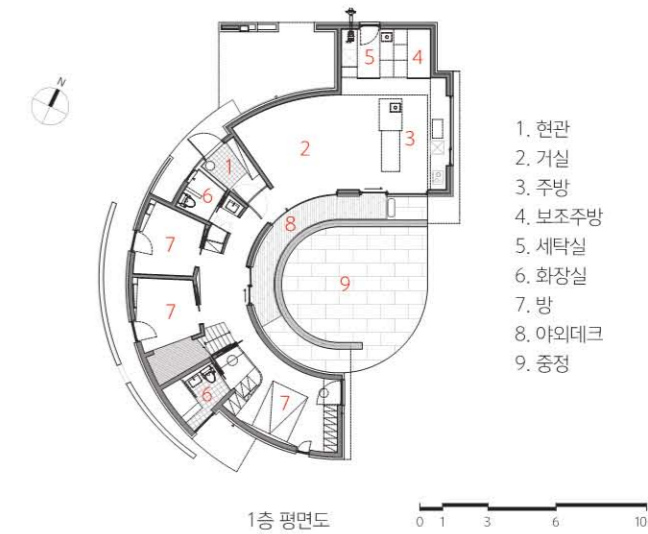 N
5
4
2
3
1
6
8
7
9
7
6
7
1. 현관
2. 거실
3. 주방
4. 보조주방
5. 세탁실
6. 화장실
7. 방
8. 야외데크
9. 중정
1층 평면도
0 1 3 6 10